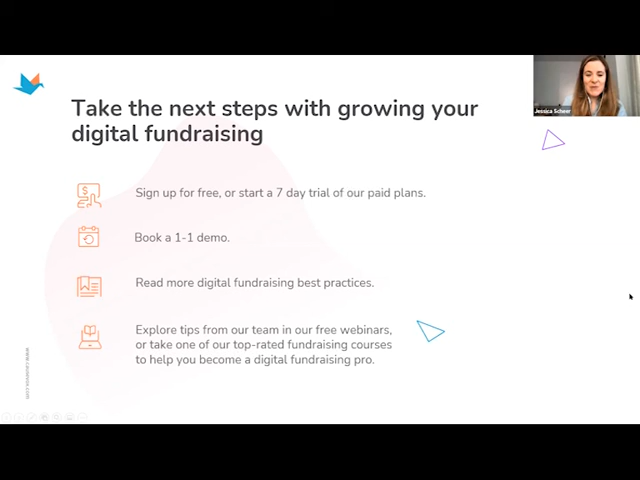 Jessica Scheer
Take the next steps with growing your
digital fundraising
Sign up for free, or start a 7 day trial of our paid plans.
Book a 1-1 demo.
Read more digital fundraising best practices.
Explore tips from our team in our free webinars,
or take one of our top-rated fundraising courses
to help you become a digital fundraising pro.